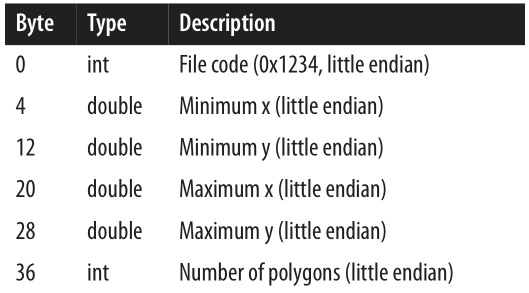 Byte Type Description
0 int File code (0x1234, little endian)
4 double Minimum x (little endian)
12 double Minimum y (little endian)
20 double Maximum x (little endian)
28 double Maximum y (little endian)
36 int Number of polygons (little endian)